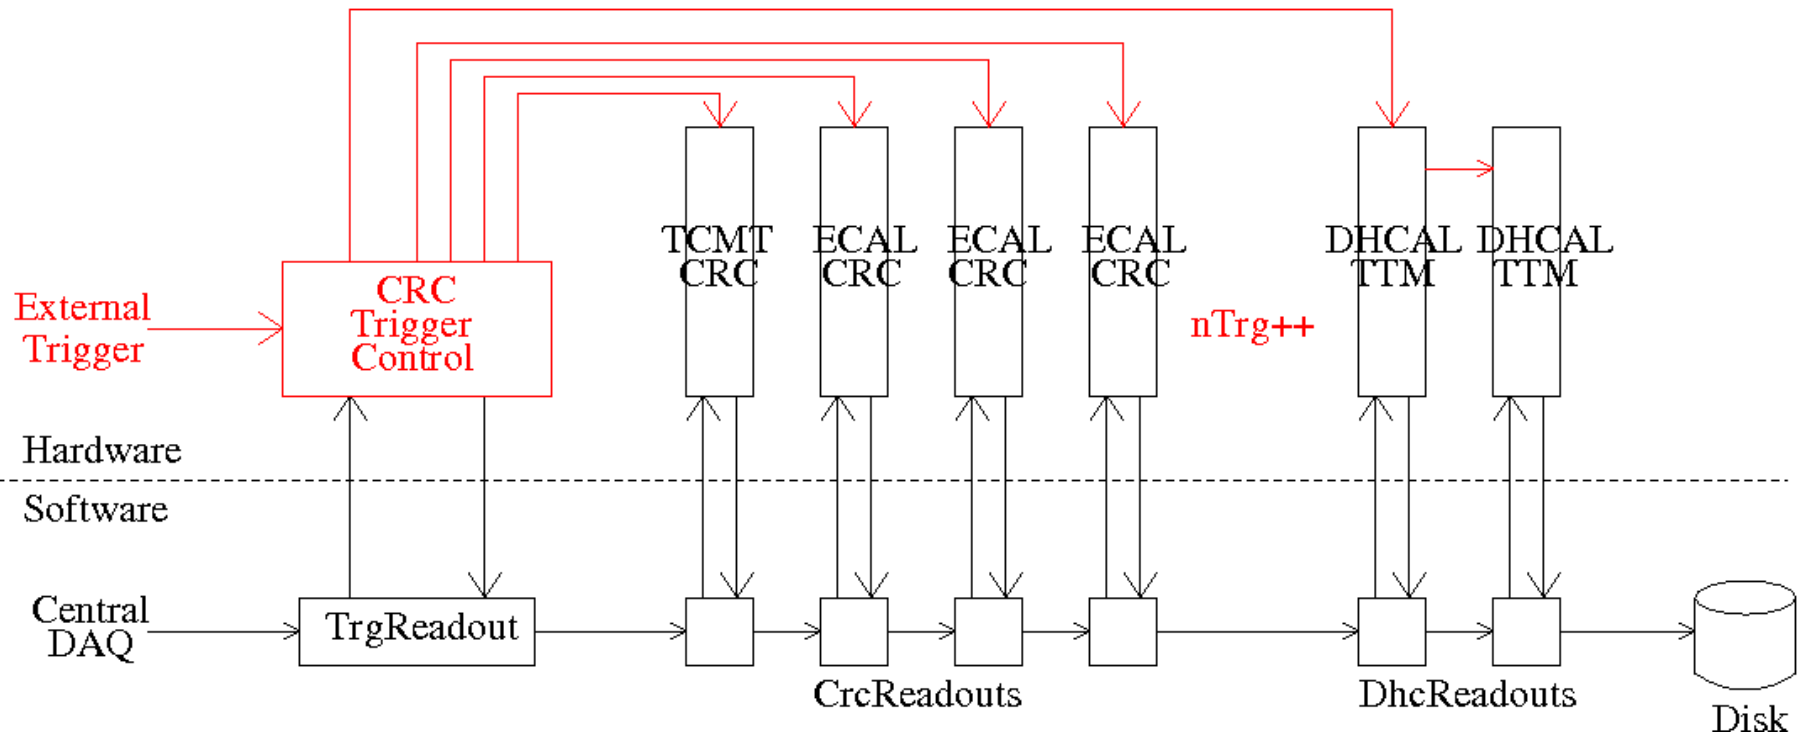 TCMT
CRC
ECAL
CRC
ECAL
CRC
ECAL
CRC
DHCAL
TTM
DHCAL
TTM
External
Trigger
CRC
Trigger
Control
nTrg++
Hardware
Software
Central
DAQ
TrgReadout
CrcReadouts
DhcReadouts
Disk